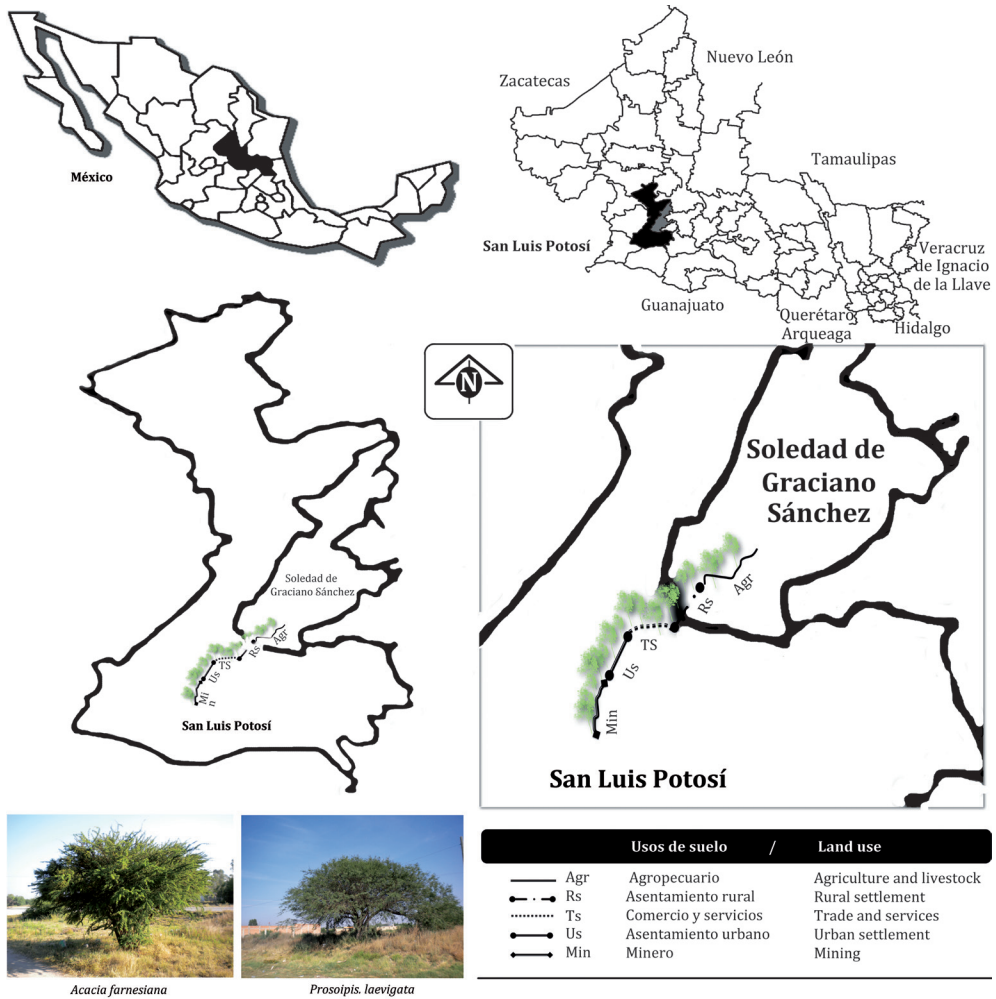 México
Zacatecas
Nuevo León
Tamaulipas
San Luis Potosí
Veracruz
de Ignacio
de la Llave
Guanajuato
Querétaro
Arqueaga
Hidalgo
N
Soledad de
Graciano Sánchez
Agr
Rs
TS
Us
Mi
n
San Luis Potosí
Soledad de
Graciano
Sánchez
Agr
Rs
TS
Us
Min
San Luis Potosí
Acacia farnesiana
Prosoipis. laevigata
Usos de suelo / Land use
Agr Agropecuario Agriculture and livestock
Rs Asentamiento rural Rural settlement
Ts Comercio y servicios Trade and services
Us Asentamiento urbano Urban settlement
Min Minero Mining